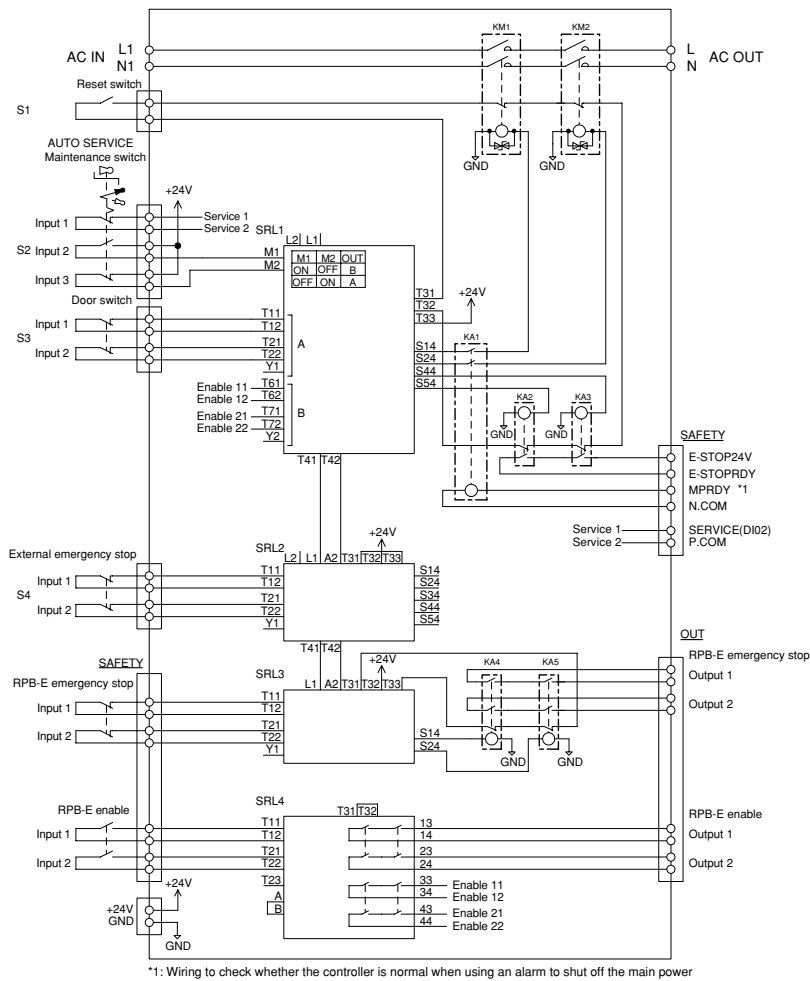 KM1 KM2
AC IN L1 L AC OUT
N1 N
Reset switch
S1
GND GND
AUTO SERVICE
Maintenance switch
+24V
Input 1 Service 1
Service 2
S2 Input 2
Input 3
SRL1 L2 L1
M1
M2
M1 M2 OUT
ON OFF B
OFF ON A
T31
T32
T33
+24V
Door switch
S3
Input 1
Input 2
T11
T12
T21
T22
Y1
A
S14
S24
S44
S54
KA1
Enable 11 T61
Enable 12 T62
Enable 21 T71
Enable 22 T72
Y2
B
T41 T42
KA2 KA3
GND GND
SAFETY
E-STOP24V
E-STOPRDY
MPRDY *1
N.COM
Service 1 SERVICE(DI02)
Service 2 P.COM
External emergency stop
S4
Input 1
Input 2
SRL2 L2 L1 A2 T31 T32 T33
+24V
T11
T12
T21
T22
Y1
S14
S24
S34
S44
S54
T41 T42
SAFETY
RPB-E emergency stop
Input 1
Input 2
SRL3 L1 A2 T31 T32 T33
+24V
T11
T12
T21
T22
Y1
S14
S24
KA4 KA5
GND GND
OUT
RPB-E emergency stop
Output 1
Output 2
RPB-E enable
Input 1
Input 2
SRL4 T31 T32
T11
T12
T21
T22
T23
A
B
13
14
23
24
33 Enable 11
34 Enable 12
43 Enable 21
44 Enable 22
RPB-E enable
Output 1
Output 2
+24V
+24V
GND
GND
*1: Wiring to check whether the controller is normal when using an alarm to shut off the main power